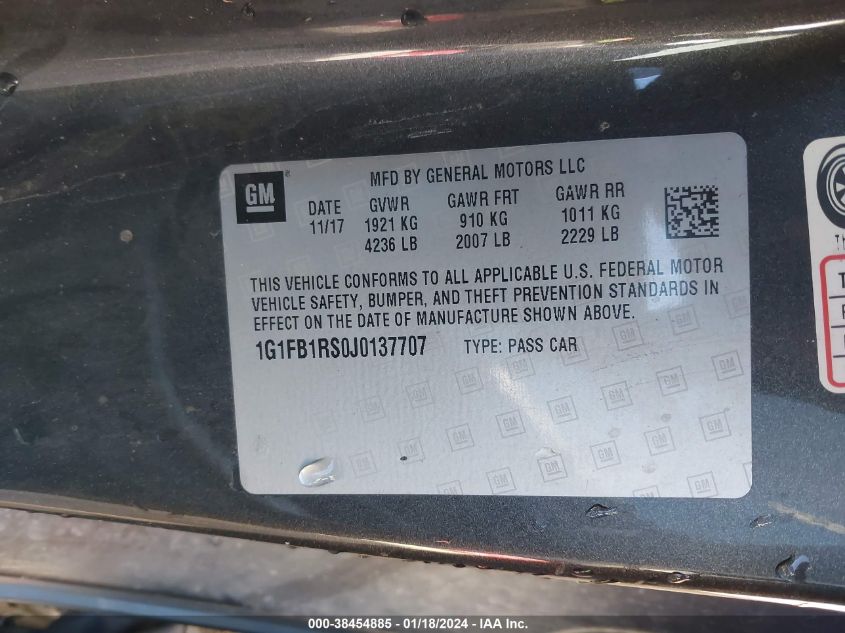 GM
MFD BY GENERAL MOTORS LLC
DATE GVWR GAWR FRT GAWR RR
11/17 1921 KG 910 KG 1011 KG
4236 LB 2007 LB 2229 LB
THIS VEHICLE CONFORMS TO ALL APPLICABLE U.S. FEDERAL MOTOR
VEHICLE SAFETY, BUMPER, AND THEFT PREVENTION STANDARDS IN
EFFECT ON THE DATE OF MANUFACTURE SHOWN ABOVE.
1G1FB1RS0J0137707 TYPE: PASS CAR
000-38454885 - 01/18/2024 - IAA Inc.